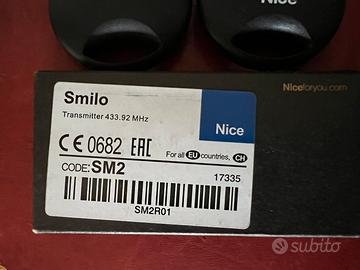 Nice
Niceforyou.com
Smilo
Transmitter 433.92 MHz
CE 0682 EAC
Nice
For all EU countries, CH
CODE: SM2
17335
SM2R01
subito